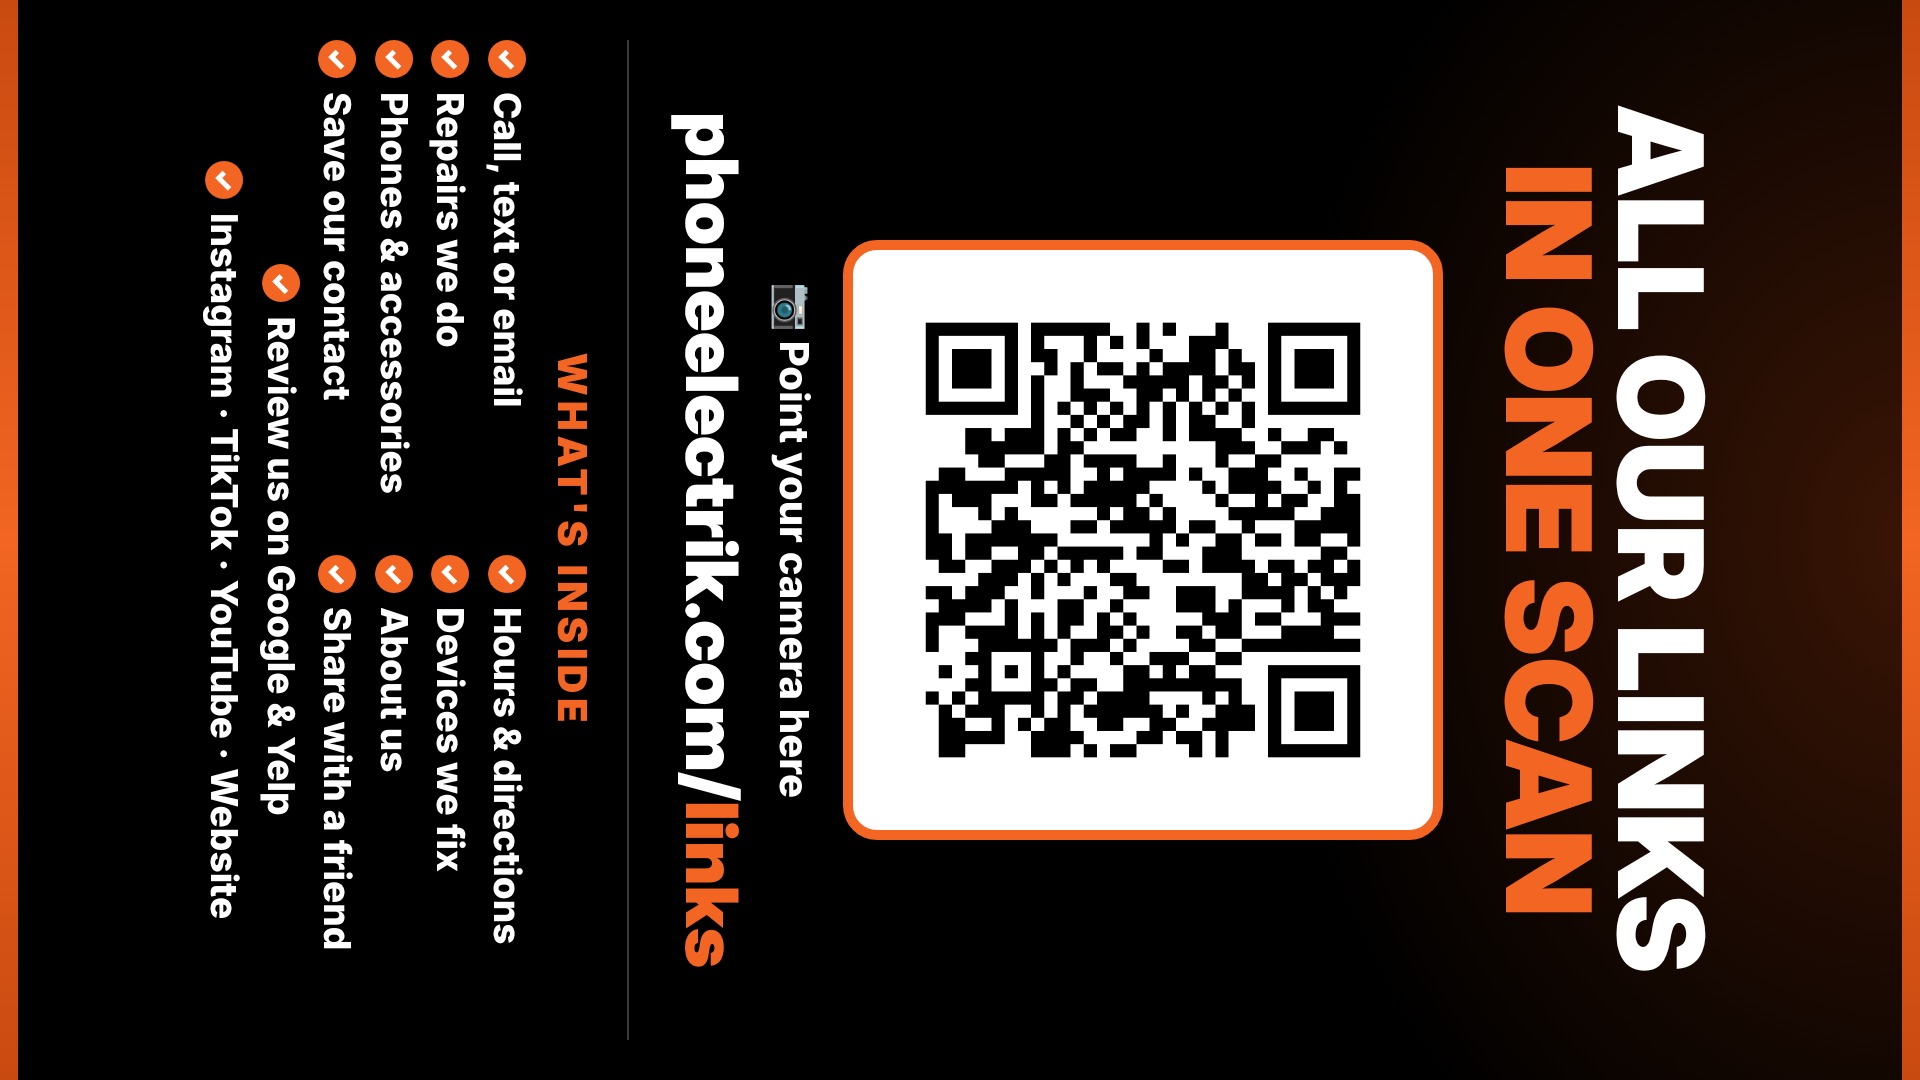 ALL OUR LINKS
IN ONE SCAN
Point your camera here
phoneelectrik.com/links
WHAT'S INSIDE
Call, text or email
Hours & directions
Repairs we do
Devices we fix
Phones & accessories
About us
Save our contact
Share with a friend
Review us on Google & Yelp
Instagram · TikTok · YouTube · Website